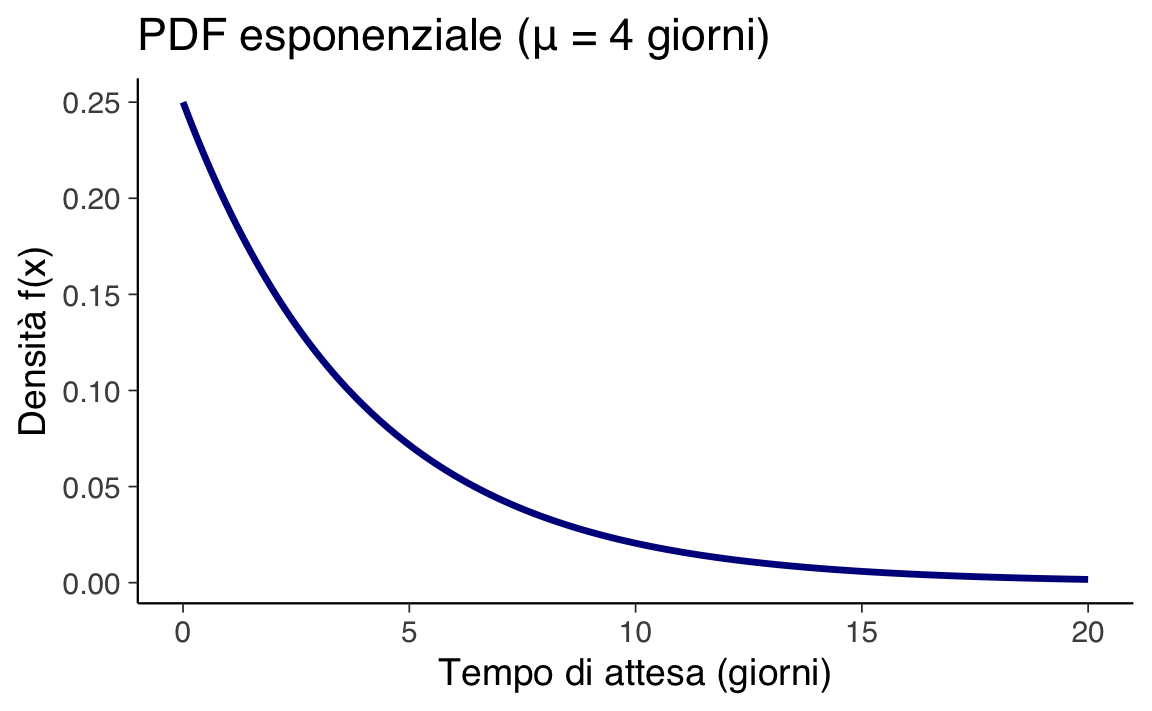 PDF esponenziale (μ = 4 giorni)
Densità f(x)
0.25
0.20
0.15
0.10
0.05
0.00
0 5 10 15 20
Tempo di attesa (giorni)